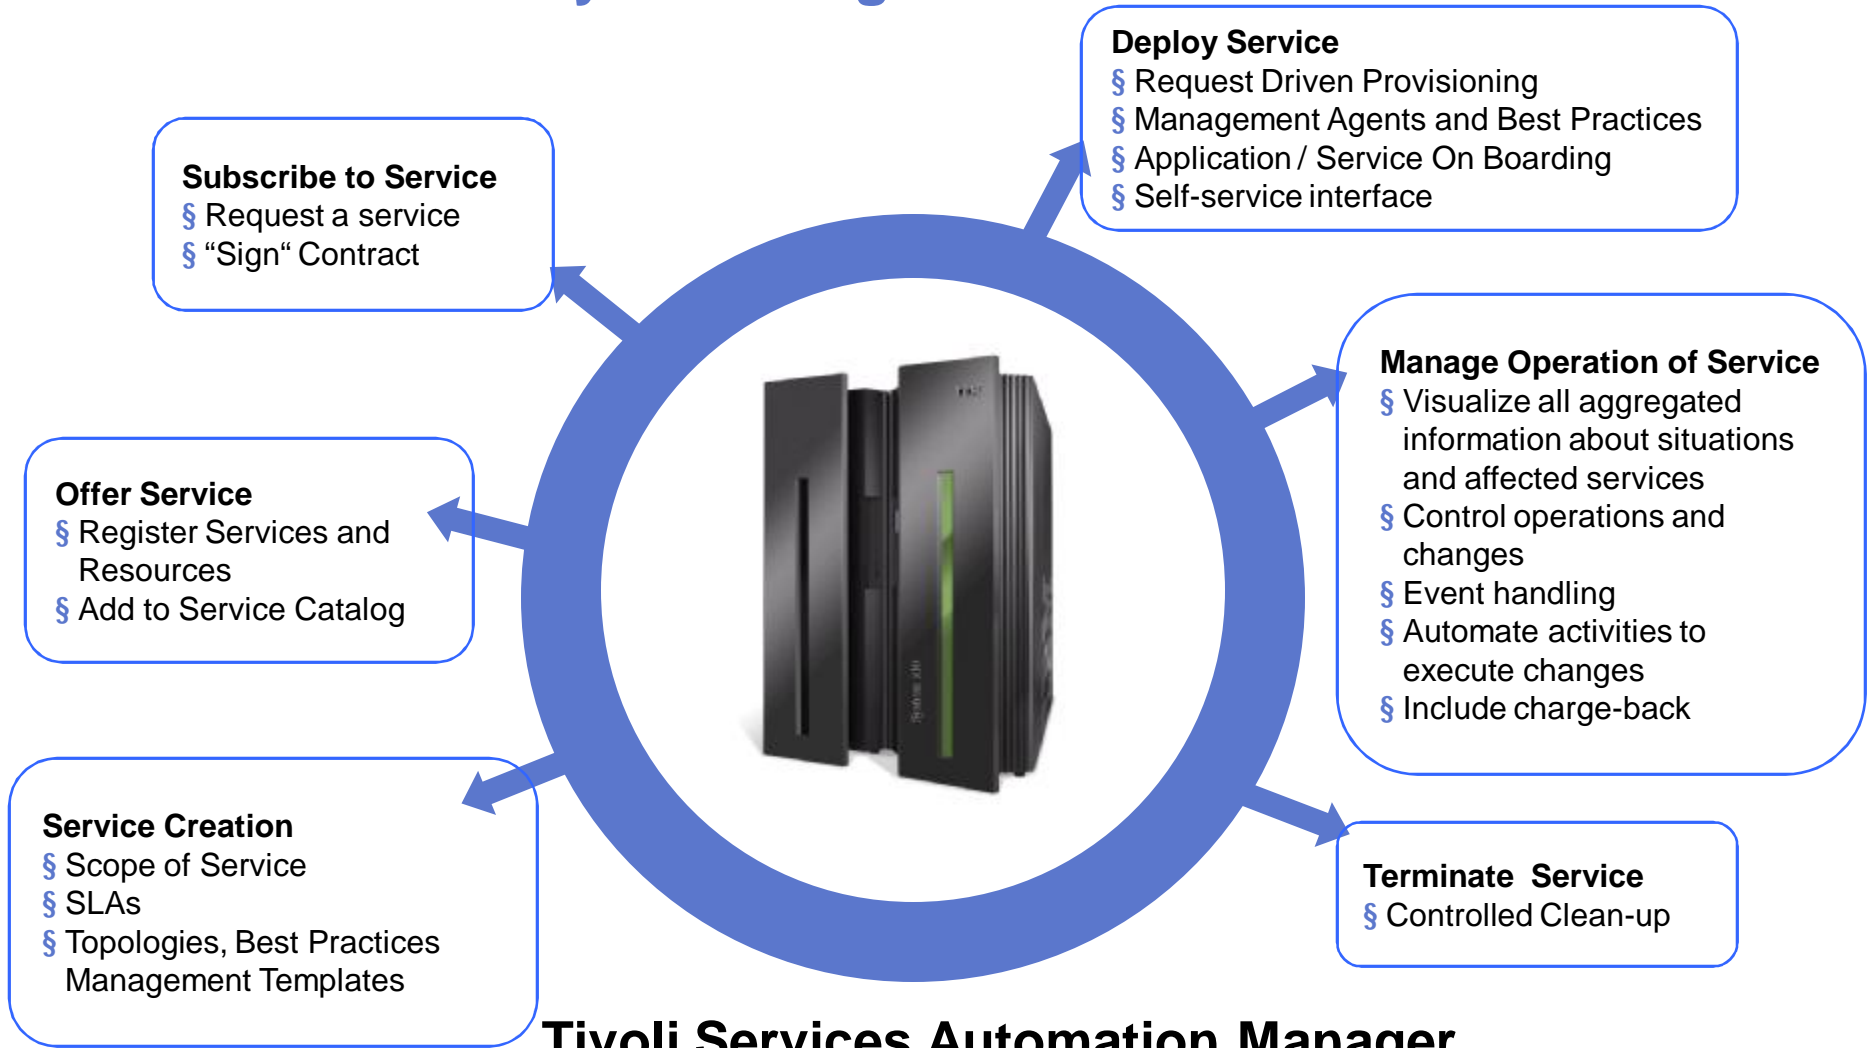 Deploy Service
§ Request Driven Provisioning
§ Management Agents and Best Practices
§ Application / Service On Boarding
§ Self-service interface
Subscribe to Service
§ Request a service
§ “Sign“ Contract
Manage Operation of Service
§ Visualize all aggregated
information about situations
and affected services
§ Control operations and
changes
§ Event handling
§ Automate activities to
execute changes
§ Include charge-back
Offer Service
§ Register Services and
Resources
§ Add to Service Catalog
Service Creation
§ Scope of Service
§ SLAs
§ Topologies, Best Practices
Management Templates
Terminate Service
§ Controlled Clean-up
Tivoli Services Automation Manager